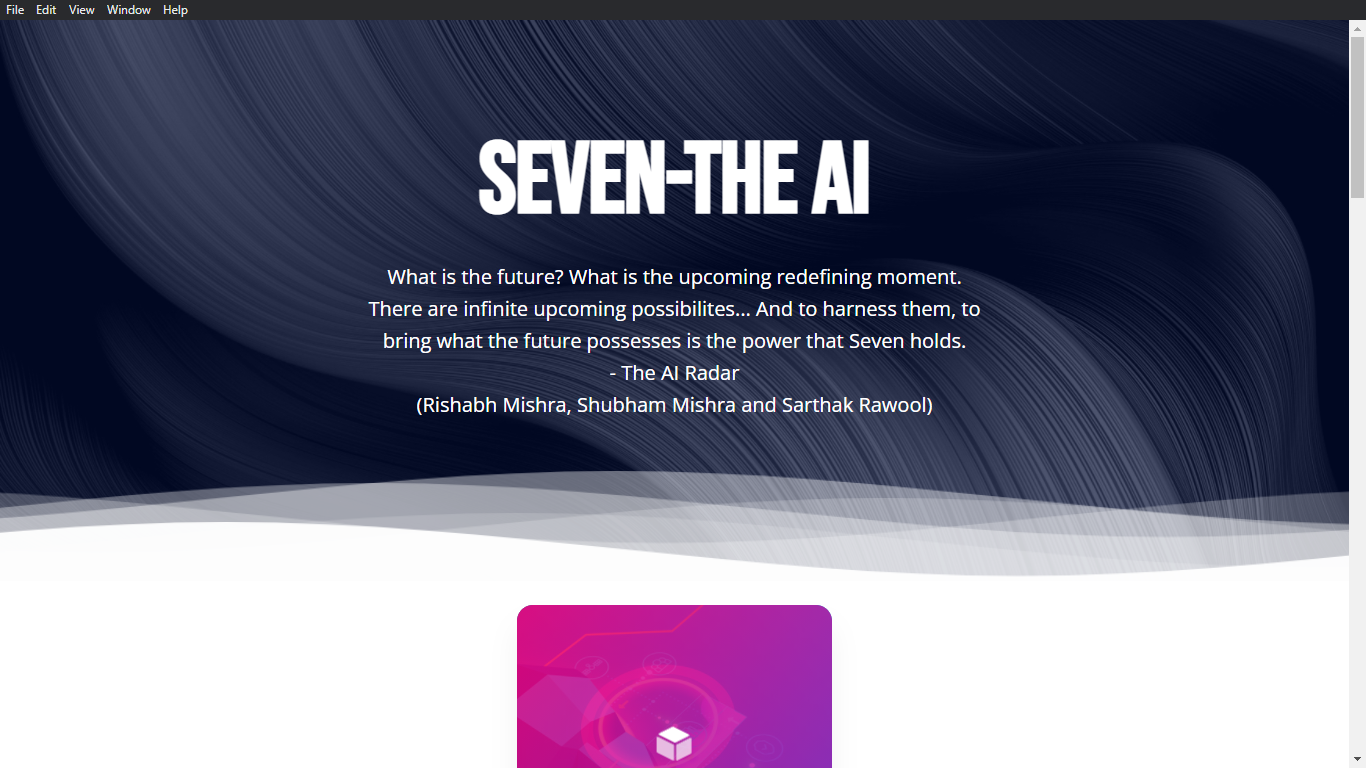 File Edit View Window Help
SEVEN-THE AI
What is the future? What is the upcoming redefining moment.
There are infinite upcoming possibilites... And to harness them, to
bring what the future possesses is the power that Seven holds.
- The AI Radar
(Rishabh Mishra, Shubham Mishra and Sarthak Rawool)